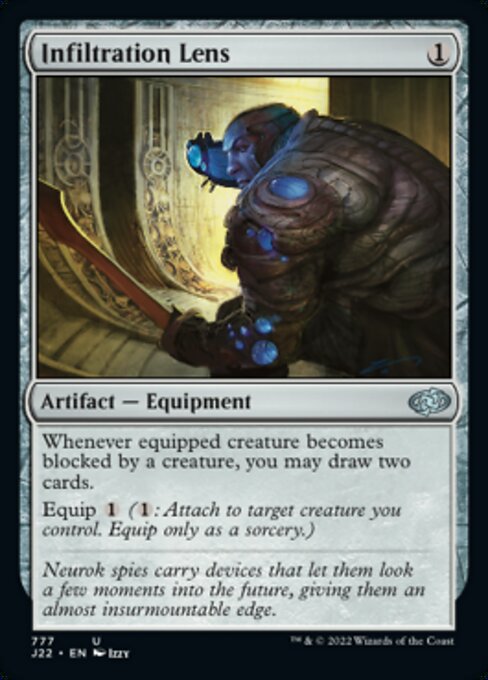 Infiltration Lens 1
Artifact — Equipment
Whenever equipped creature becomes
blocked by a creature, you may draw two
cards.
Equip 1 (1: Attach to target creature you
control. Equip only as a sorcery.)
Neurok spies carry devices that let them look
a few moments into the future, giving them an
almost insurmountable edge.
777 U
J22 • EN Izzy
™ & © 2022 Wizards of the Coast